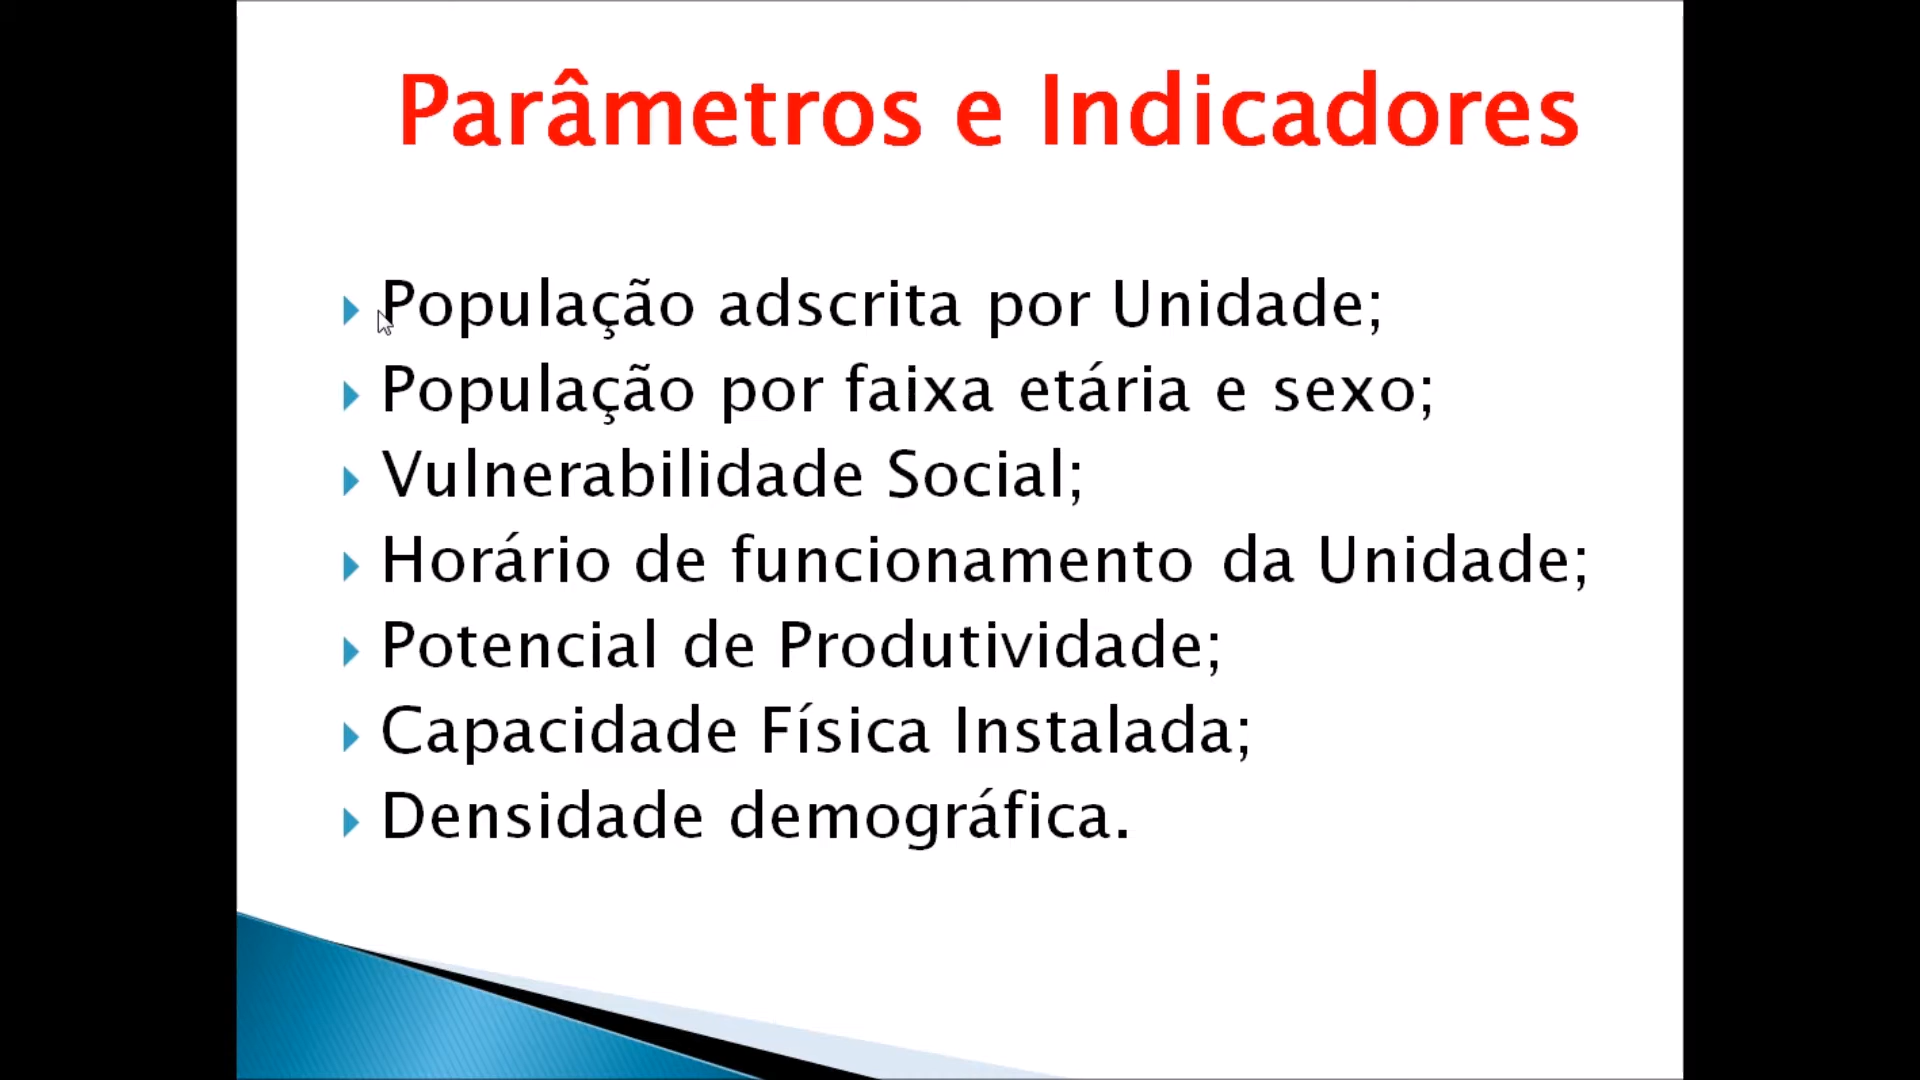 Parâmetros e Indicadores
População adscrita por Unidade;
População por faixa etária e sexo;
Vulnerabilidade Social;
Horário de funcionamento da Unidade;
Potencial de Produtividade;
Capacidade Física Instalada;
Densidade demográfica.